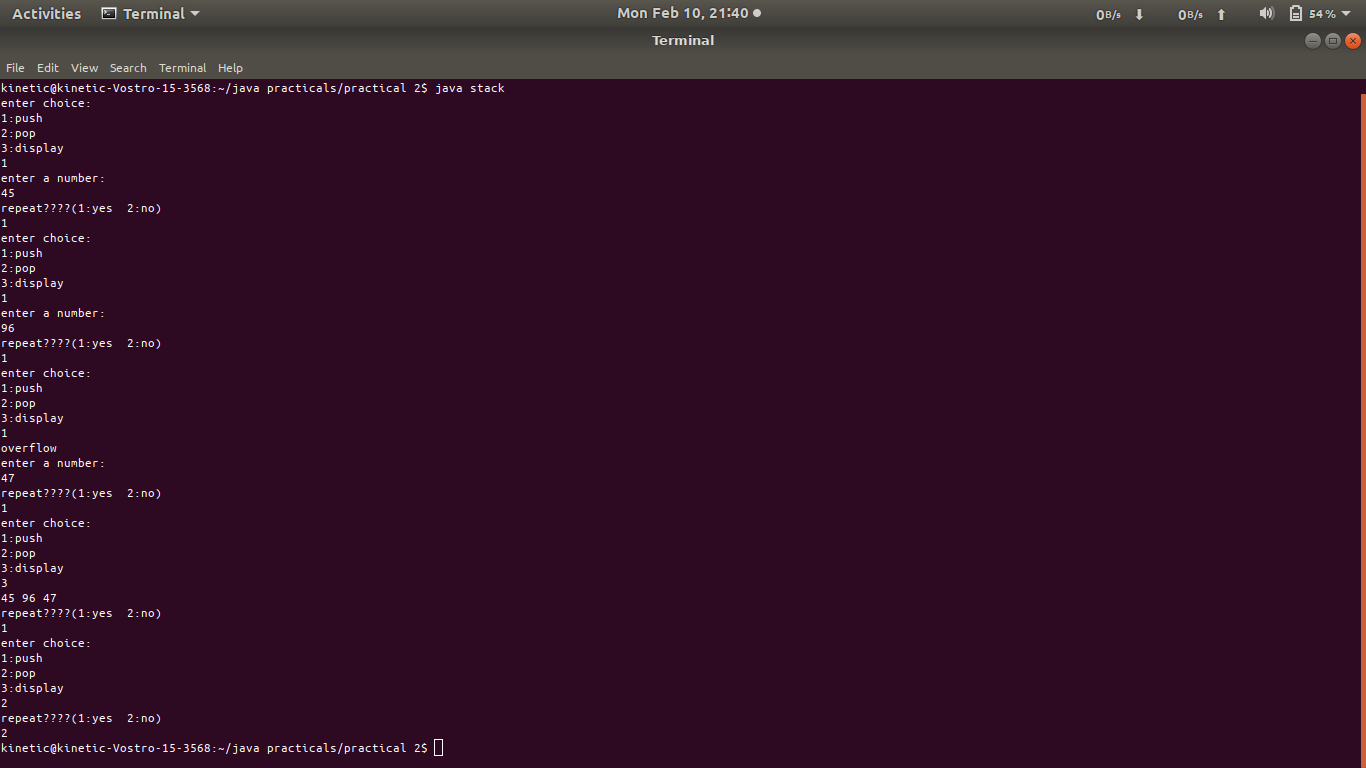 Activities Terminal Mon Feb 10, 21:40 0B/s 0B/s 54%
Terminal
File Edit View Search Terminal Help
kinetic@kinetic-Vostro-15-3568:~/java practicals/practical 2$ java stack
enter choice:
1:push
2:pop
3:display
1
enter a number:
45
repeat????(1:yes  2:no)
1
enter choice:
1:push
2:pop
3:display
1
enter a number:
96
repeat????(1:yes  2:no)
1
enter choice:
1:push
2:pop
3:display
1
overflow
enter a number:
47
repeat????(1:yes  2:no)
1
enter choice:
1:push
2:pop
3:display
3
45 96 47
repeat????(1:yes  2:no)
1
enter choice:
1:push
2:pop
3:display
2
repeat????(1:yes  2:no)
2
kinetic@kinetic-Vostro-15-3568:~/java practicals/practical 2$